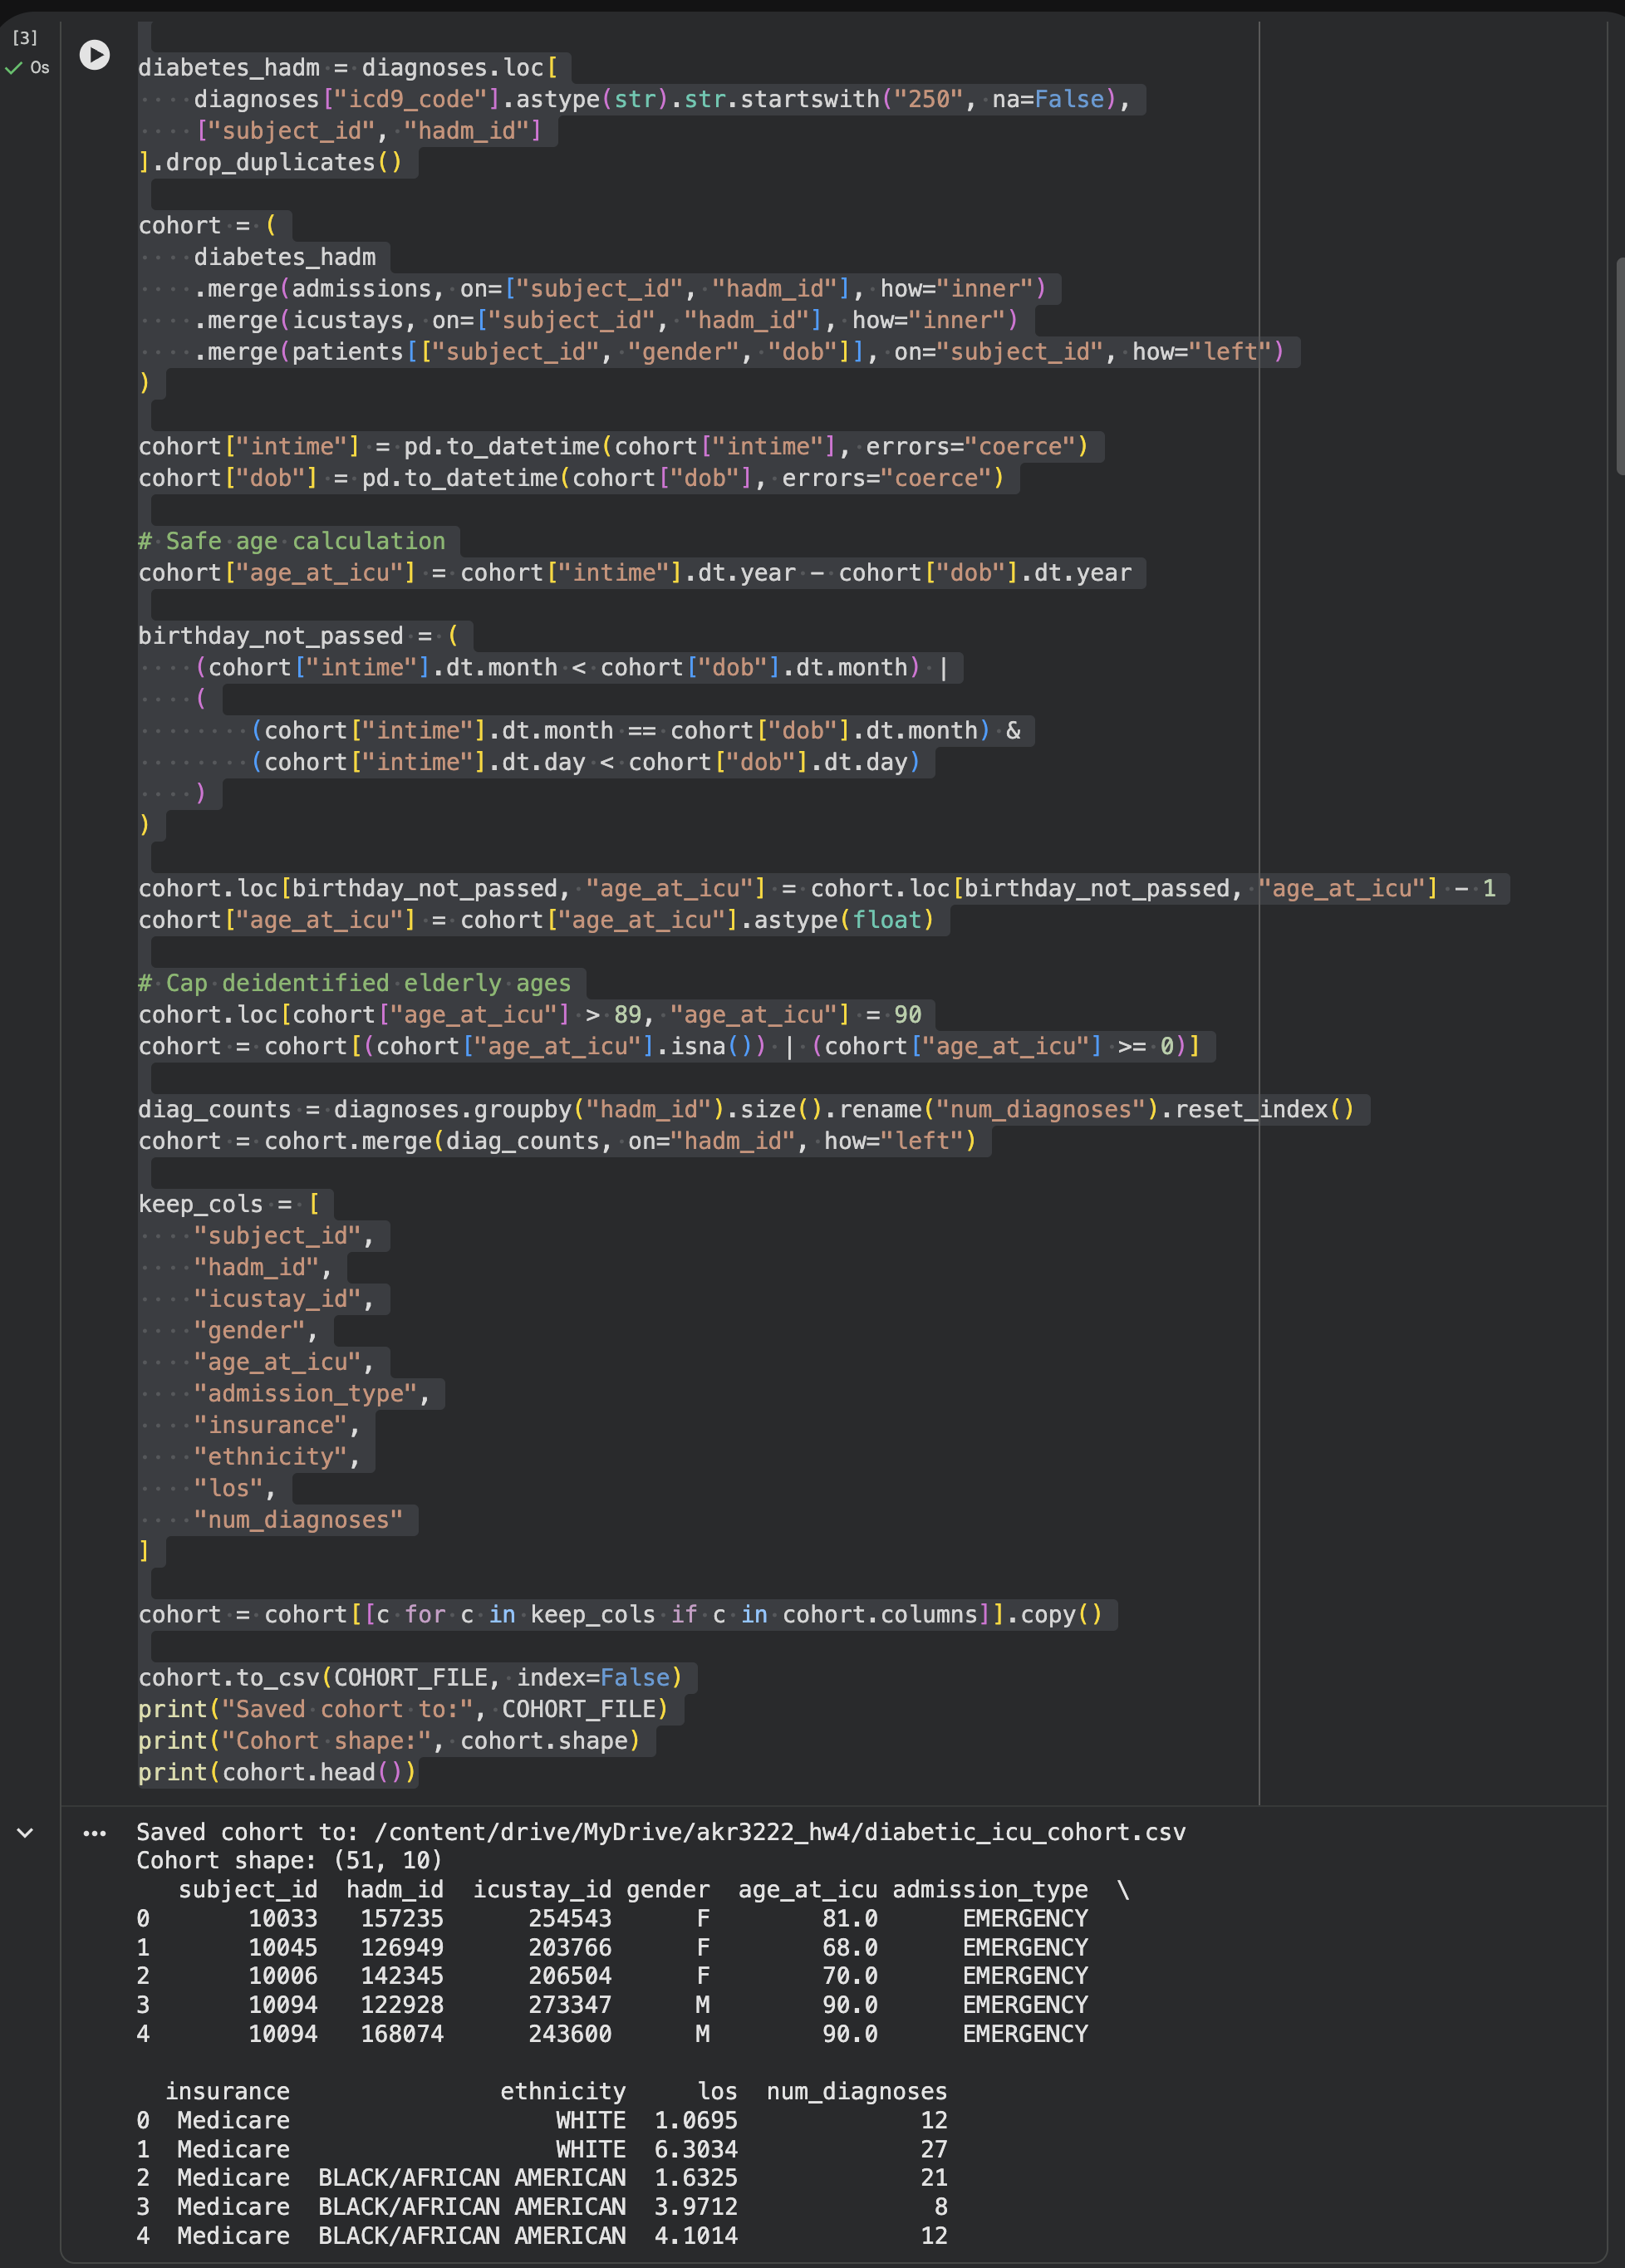 [3]
0s
diabetes_hadm = diagnoses.loc[
    diagnoses["icd9_code"].astype(str).str.startswith("250", na=False),
    ["subject_id", "hadm_id"]
].drop_duplicates()
cohort = (
    diabetes_hadm
    .merge(admissions, on=["subject_id", "hadm_id"], how="inner")
    .merge(icustays, on=["subject_id", "hadm_id"], how="inner")
    .merge(patients[["subject_id", "gender", "dob"]], on="subject_id", how="left")
)
cohort["intime"] = pd.to_datetime(cohort["intime"], errors="coerce")
cohort["dob"] = pd.to_datetime(cohort["dob"], errors="coerce")
# Safe age calculation
cohort["age_at_icu"] = cohort["intime"].dt.year - cohort["dob"].dt.year
birthday_not_passed = (
    (cohort["intime"].dt.month < cohort["dob"].dt.month) |
    (
        (cohort["intime"].dt.month == cohort["dob"].dt.month) &
        (cohort["intime"].dt.day < cohort["dob"].dt.day)
    )
)
cohort.loc[birthday_not_passed, "age_at_icu"] = cohort.loc[birthday_not_passed, "age_at_icu"] - 1
cohort["age_at_icu"] = cohort["age_at_icu"].astype(float)
# Cap deidentified elderly ages
cohort.loc[cohort["age_at_icu"] > 89, "age_at_icu"] = 90
cohort = cohort[(cohort["age_at_icu"].isna()) | (cohort["age_at_icu"] >= 0)]
diag_counts = diagnoses.groupby("hadm_id").size().rename("num_diagnoses").reset_index()
cohort = cohort.merge(diag_counts, on="hadm_id", how="left")
keep_cols = [
    "subject_id",
    "hadm_id",
    "icustay_id",
    "gender",
    "age_at_icu",
    "admission_type",
    "insurance",
    "ethnicity",
    "los",
    "num_diagnoses"
]
cohort = cohort[[c for c in keep_cols if c in cohort.columns]].copy()
cohort.to_csv(COHORT_FILE, index=False)
print("Saved cohort to:", COHORT_FILE)
print("Cohort shape:", cohort.shape)
print(cohort.head())
Saved cohort to: /content/drive/MyDrive/akr3222_hw4/diabetic_icu_cohort.csv
Cohort shape: (51, 10)
   subject_id  hadm_id  icustay_id gender  age_at_icu admission_type  \
0       10033   157235      254543      F        81.0      EMERGENCY
1       10045   126949      203766      F        68.0      EMERGENCY
2       10006   142345      206504      F        70.0      EMERGENCY
3       10094   122928      273347      M        90.0      EMERGENCY
4       10094   168074      243600      M        90.0      EMERGENCY
  insurance               ethnicity     los  num_diagnoses
0  Medicare                   WHITE  1.0695             12
1  Medicare                   WHITE  6.3034             27
2  Medicare  BLACK/AFRICAN AMERICAN  1.6325             21
3  Medicare  BLACK/AFRICAN AMERICAN  3.9712              8
4  Medicare  BLACK/AFRICAN AMERICAN  4.1014             12